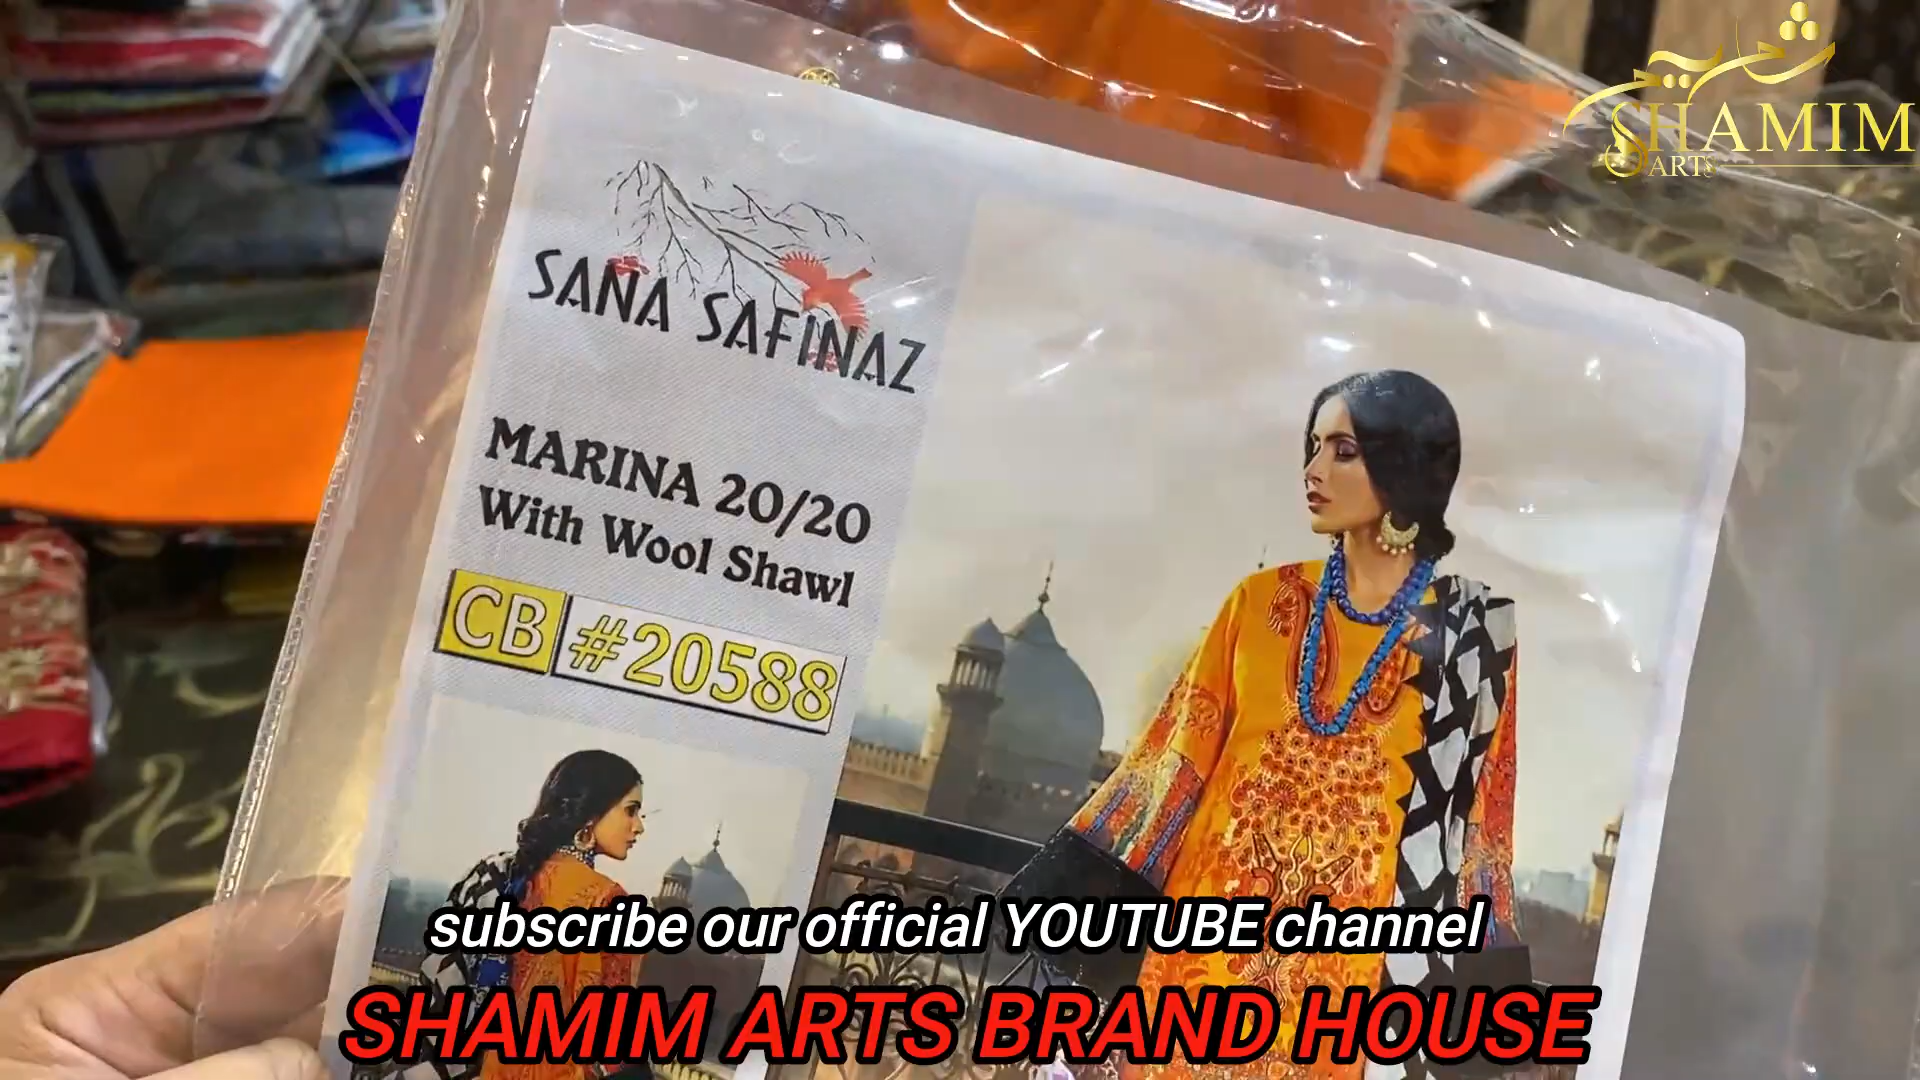 SHAMIM
ARTS
SANA SAFINAZ
MARINA 20/20
With Wool Shawl
CB #20588
subscribe our official YOUTUBE channel
SHAMIM ARTS BRAND HOUSE